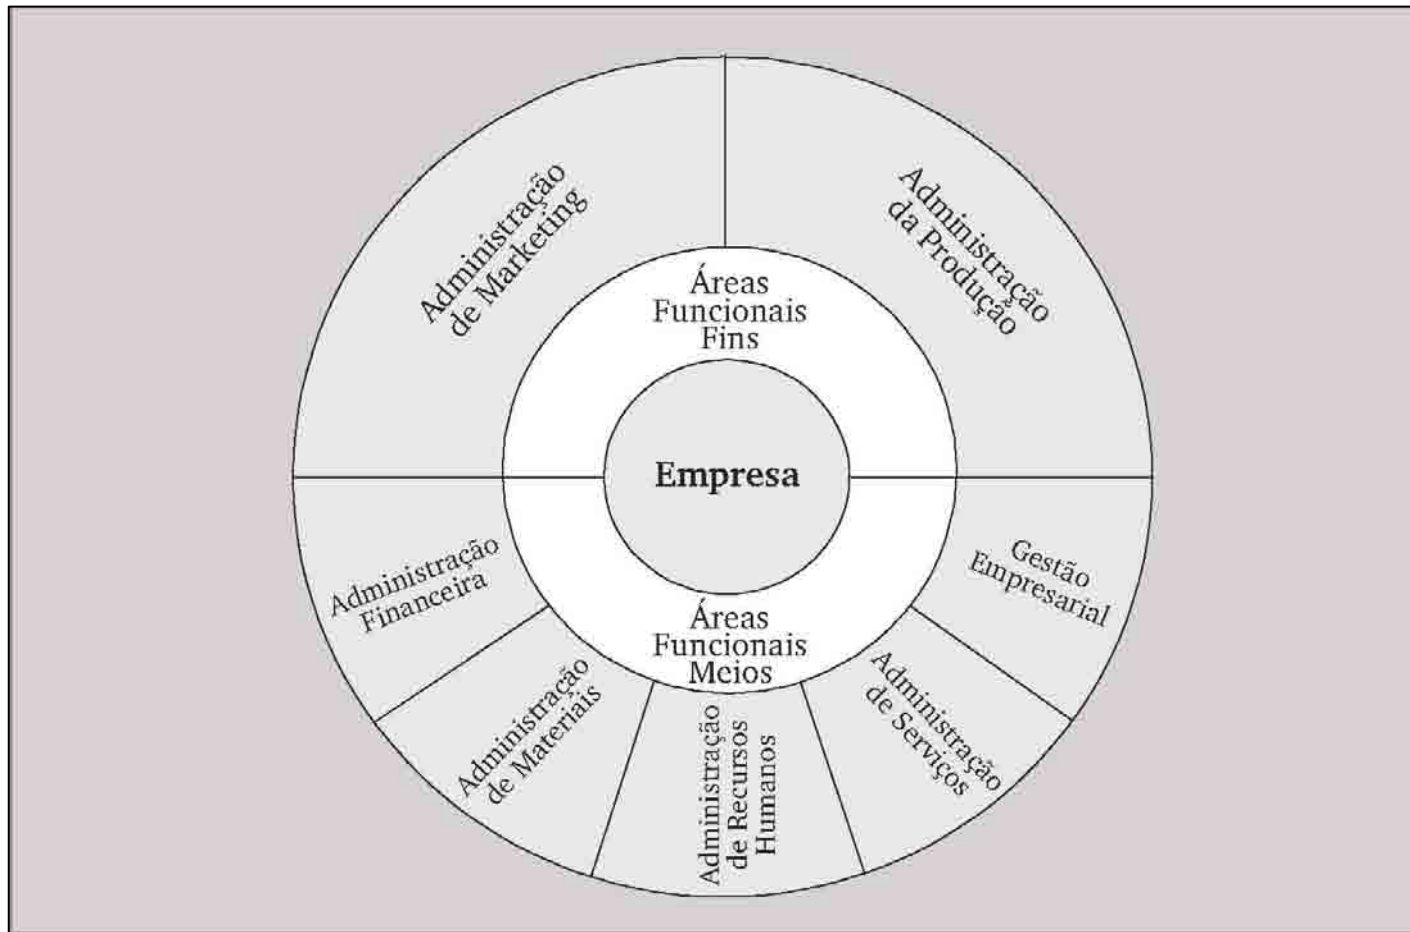 Administração
de Marketing
Administração
da Produção
Áreas
Funcionais
Fins
Empresa
Áreas
Funcionais
Meios
Administração
Financeira
Administração
de Materiais
Administração
de Recursos
Humanos
Administração
de Serviços
Gestão
Empresarial